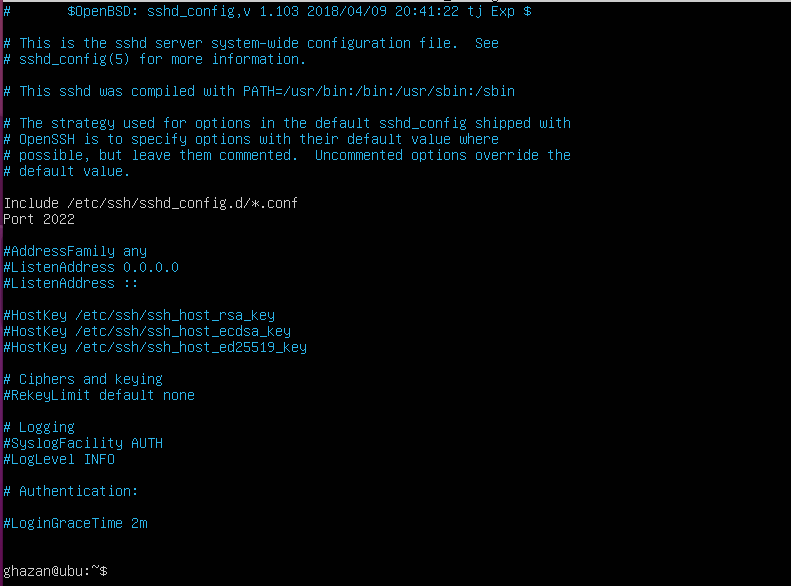 #       $OpenBSD: sshd_config,v 1.103 2018/04/09 20:41:22 tj Exp $
# This is the sshd server system-wide configuration file.  See
# sshd_config(5) for more information.
# This sshd was compiled with PATH=/usr/bin:/bin:/usr/sbin:/sbin
# The strategy used for options in the default sshd_config shipped with
# OpenSSH is to specify options with their default value where
# possible, but leave them commented.  Uncommented options override the
# default value.
Include /etc/ssh/sshd_config.d/*.conf
Port 2022
#AddressFamily any
#ListenAddress 0.0.0.0
#ListenAddress ::
#HostKey /etc/ssh/ssh_host_rsa_key
#HostKey /etc/ssh/ssh_host_ecdsa_key
#HostKey /etc/ssh/ssh_host_ed25519_key
# Ciphers and keying
#RekeyLimit default none
# Logging
#SyslogFacility AUTH
#LogLevel INFO
# Authentication:
#LoginGraceTime 2m
ghazan@ubu:~$